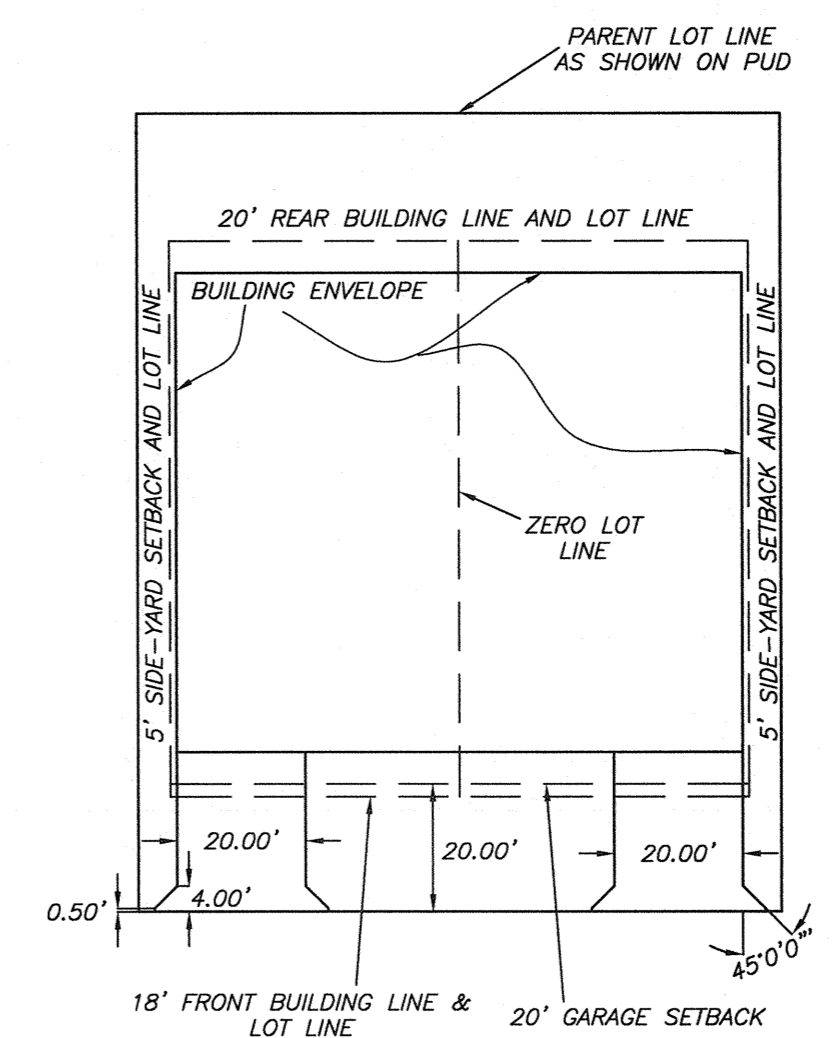 PARENT LOT LINE
AS SHOWN ON PUD
20' REAR BUILDING LINE AND LOT LINE
BUILDING ENVELOPE
5' SIDE-YARD SETBACK AND LOT LINE
5' SIDE-YARD SETBACK AND LOT LINE
ZERO LOT
LINE
20.00'
20.00'
20.00'
4.00'
0.50'
45°0'0"'
18' FRONT BUILDING LINE &
LOT LINE
20' GARAGE SETBACK